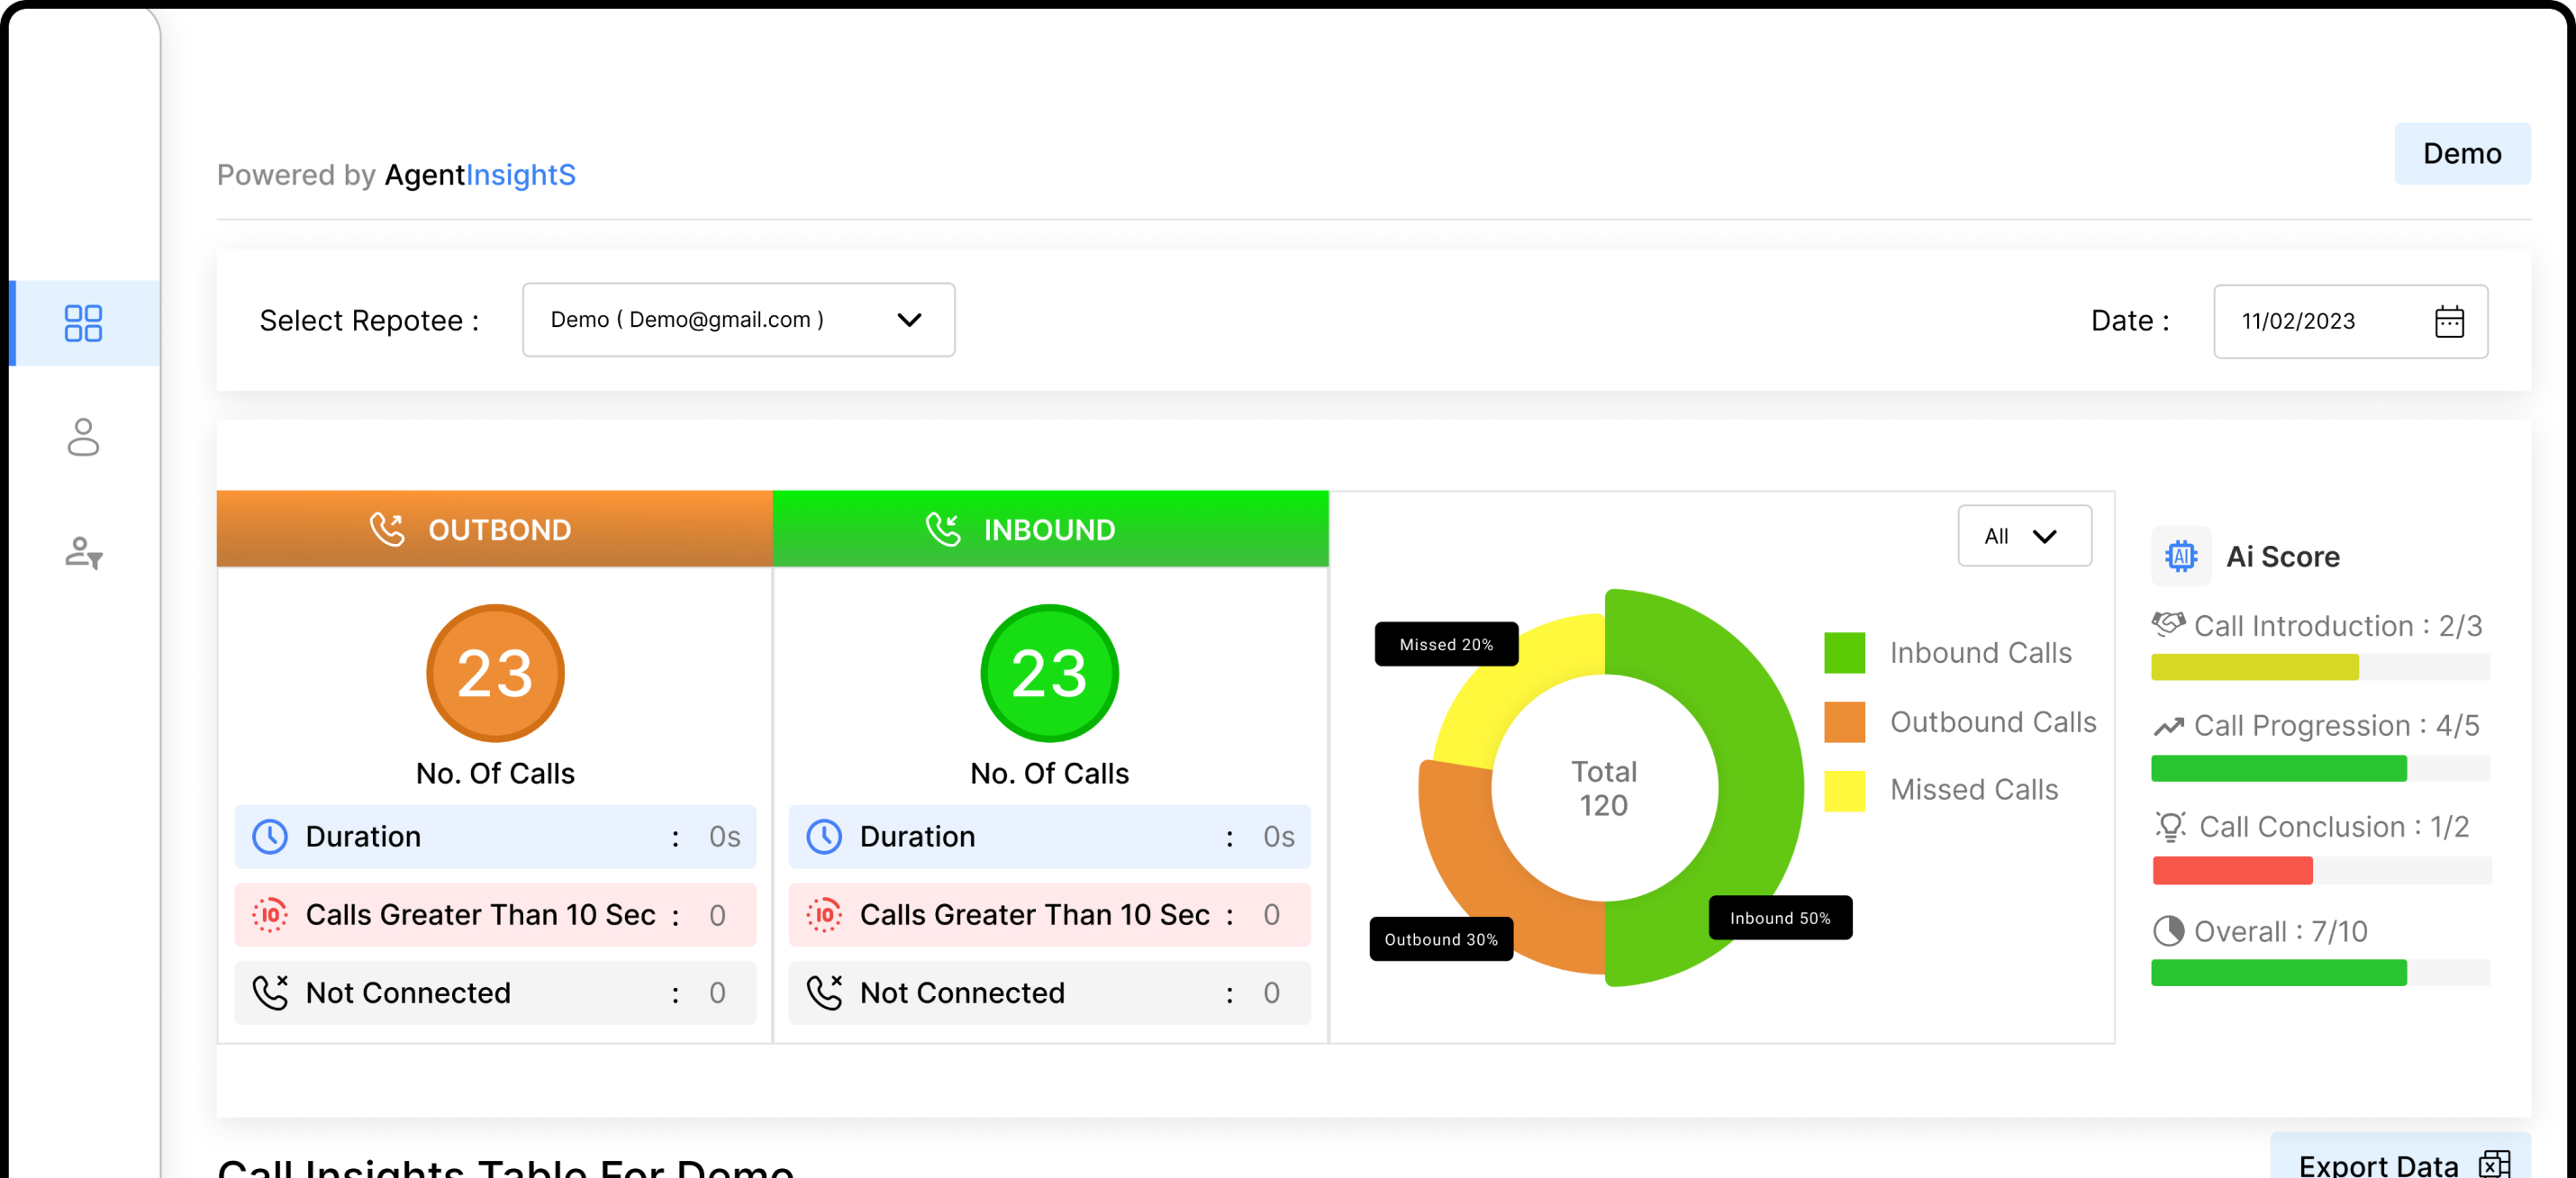 Demo
Powered by AgentInsightS
Select Repotee :
Demo ( Demo@gmail.com )
Date :
11/02/2023
OUTBOND
23
No. Of Calls
Duration : 0s
Calls Greater Than 10 Sec : 0
Not Connected : 0
INBOUND
23
No. Of Calls
Duration : 0s
Calls Greater Than 10 Sec : 0
Not Connected : 0
All
Missed 20%
Total
120
Outbound 30%
Inbound 50%
Inbound Calls
Outbound Calls
Missed Calls
AI
Ai Score
Call Introduction : 2/3
Call Progression : 4/5
Call Conclusion : 1/2
Overall : 7/10
Call Insights Table For Demo
Export Data